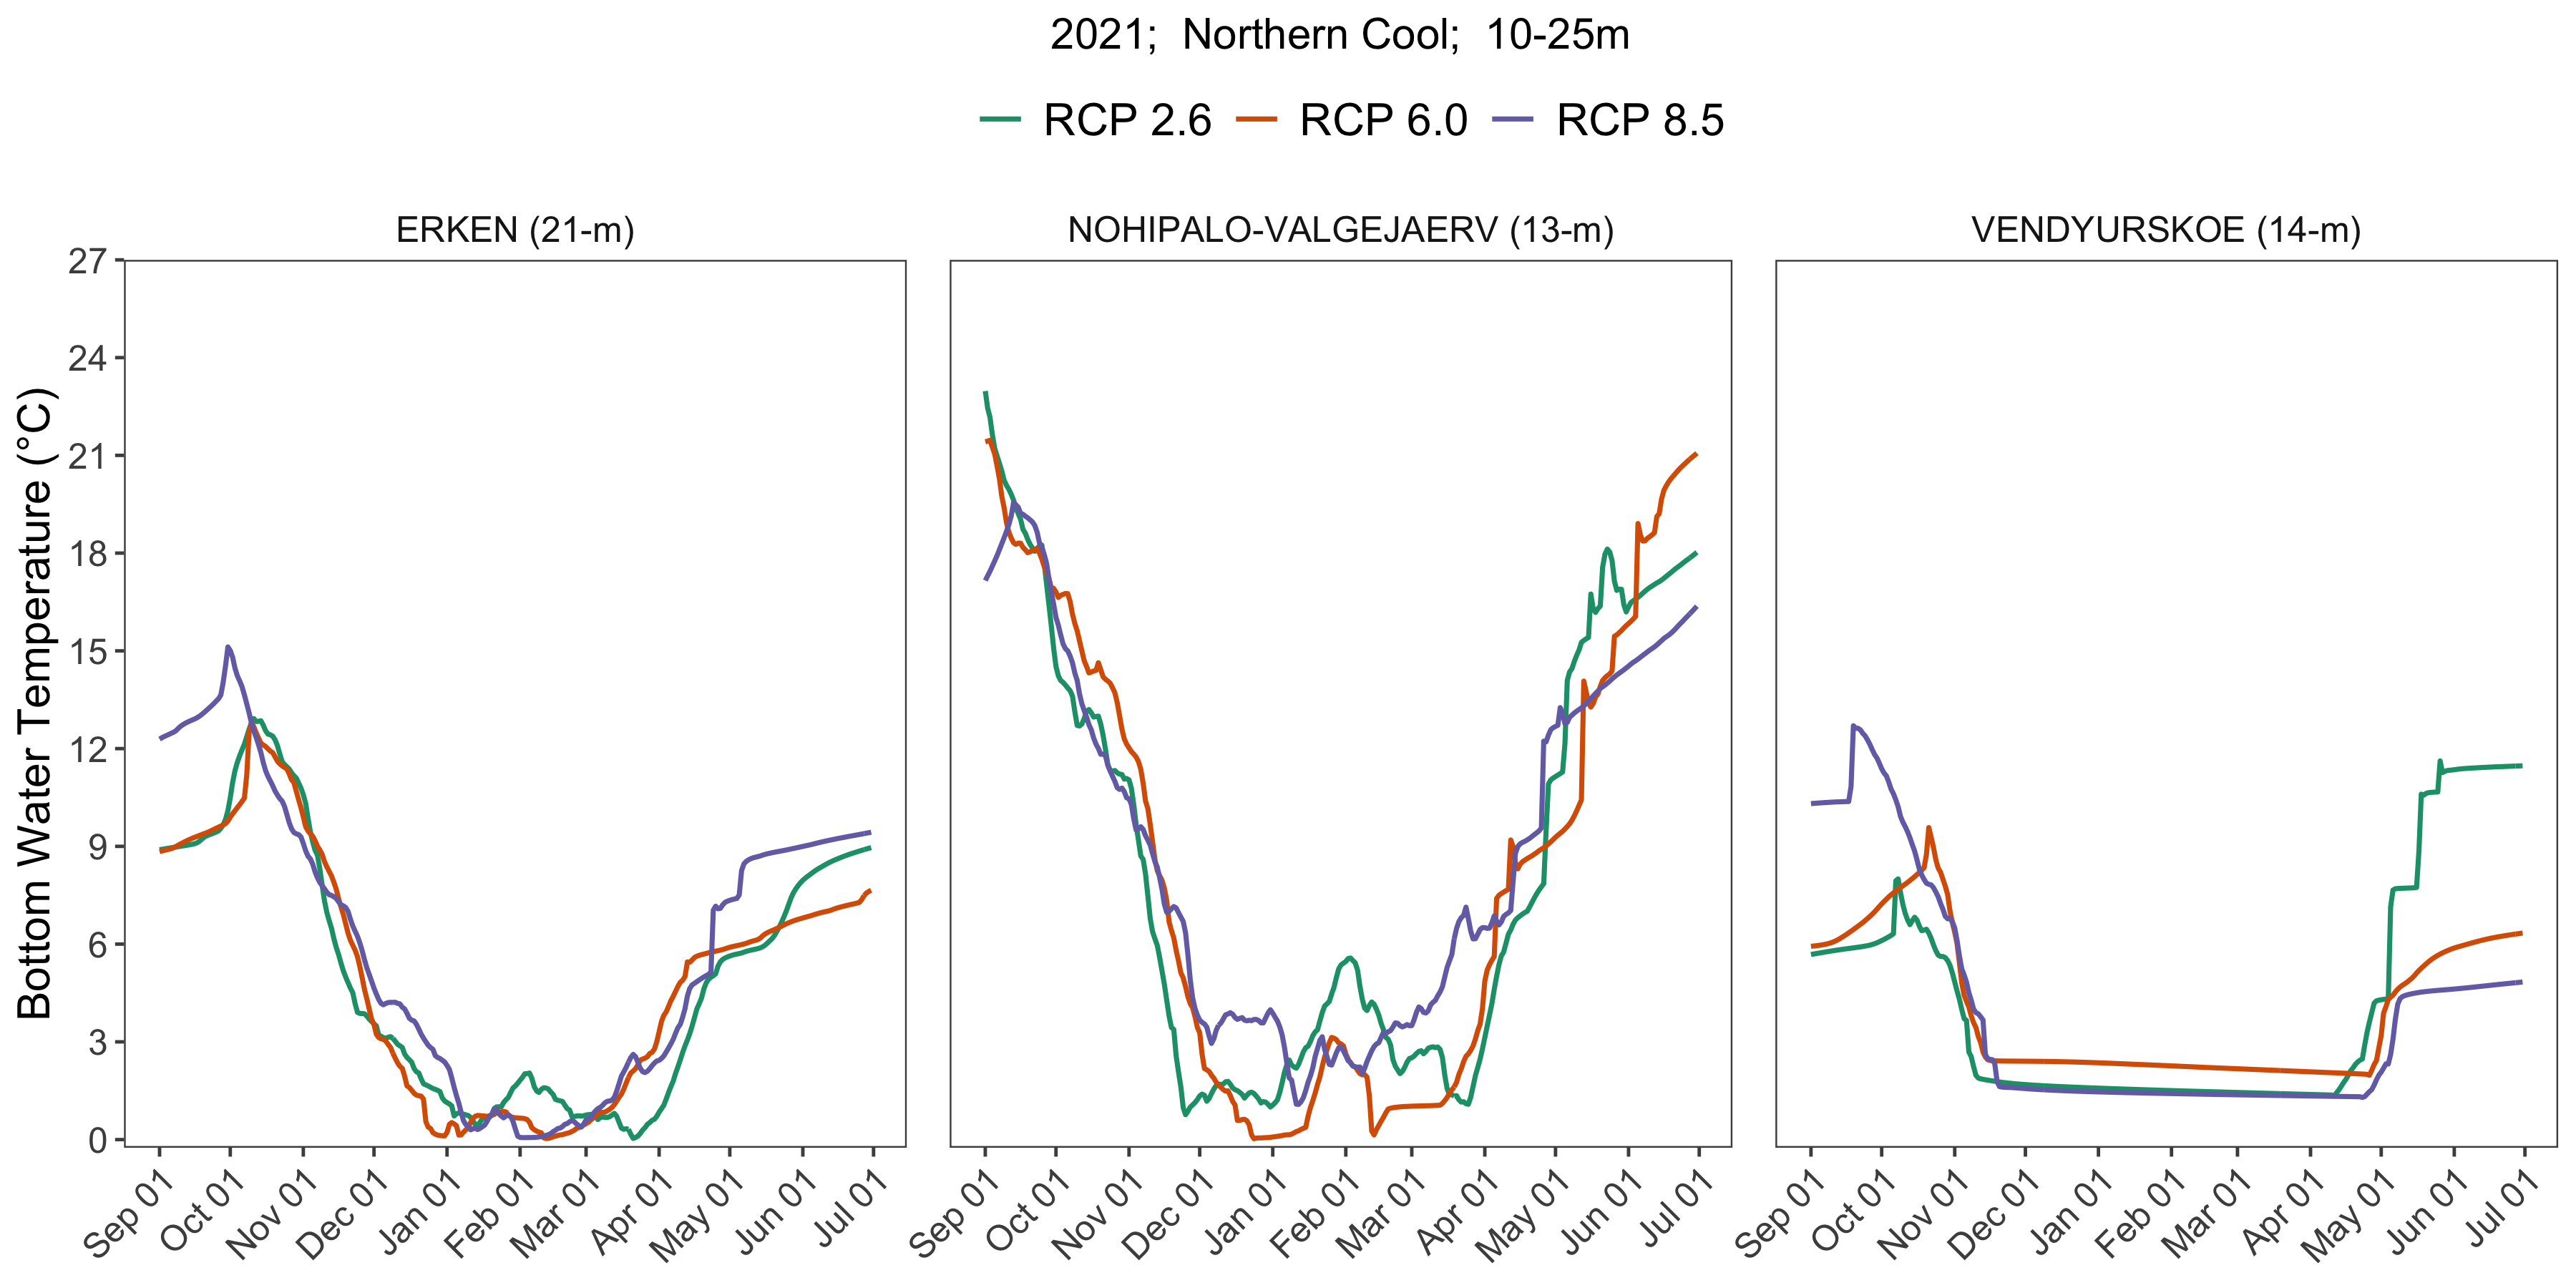 2021;  Northern Cool;  10-25m
RCP 2.6 RCP 6.0 RCP 8.5
ERKEN (21-m) NOHIPALO-VALGEJAERV (13-m) VENDYURSKOE (14-m)
Bottom Water Temperature (°C)
27
24
21
18
15
12
9
6
3
0
Sep 01 Oct 01 Nov 01 Dec 01 Jan 01 Feb 01 Mar 01 Apr 01 May 01 Jun 01 Jul 01
Sep 01 Oct 01 Nov 01 Dec 01 Jan 01 Feb 01 Mar 01 Apr 01 May 01 Jun 01 Jul 01
Sep 01 Oct 01 Nov 01 Dec 01 Jan 01 Feb 01 Mar 01 Apr 01 May 01 Jun 01 Jul 01